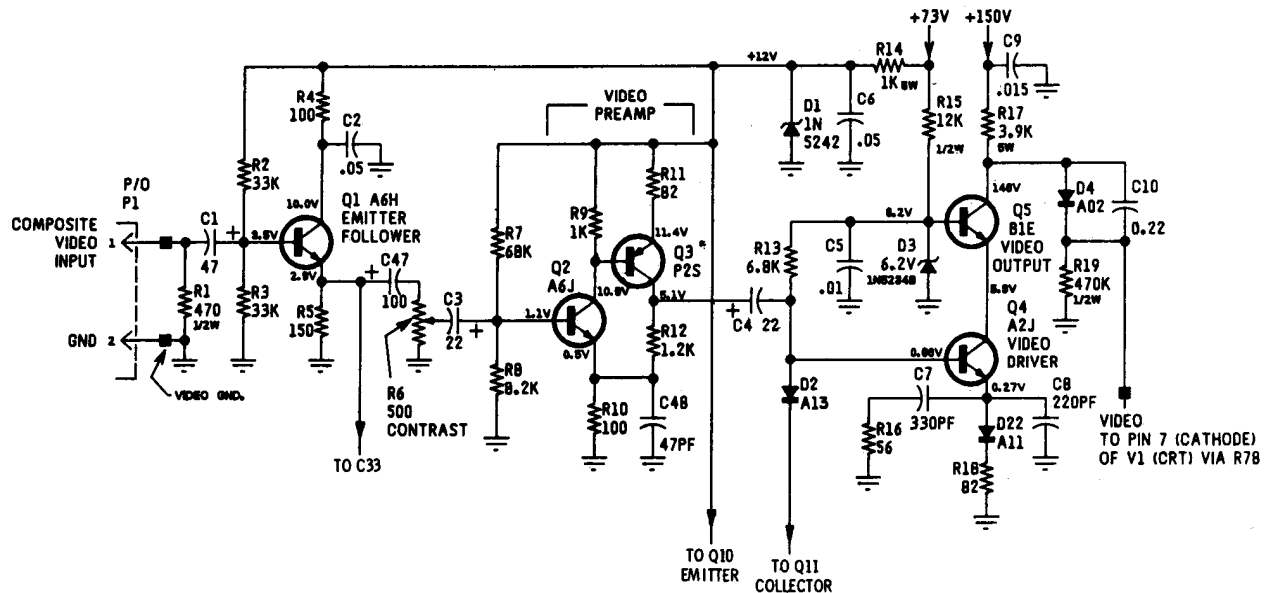 +73V
+150V
C9
.015
+12V
R14
1K 5W
R4
100
VIDEO
PREAMP
D1
1N
5242
C6
.05
R15
12K
1/2W
R17
3.9K
5W
C2
.05
R2
33K
P/O
P1
10.0V
Q1 A6H
EMITTER
FOLLOWER
COMPOSITE
VIDEO
INPUT
1
C1
47
+
R11
82
R9
1K
11.4V
Q3 *
P2S
R7
68K
6.2V
148V
Q5
B1E
VIDEO
OUTPUT
D4
A02
C10
0.22
2.9V
+
C47
100
Q2
A6J
10.8V
5.1V
R13
6.8K
C5
.01
D3
6.2V
1N5234B
R1
470
1/2W
R3
33K
R5
150
C3
22
+
1.1V
0.5V
+
C4 22
R19
470K
1/2W
5.9V
Q4
A2J
VIDEO
DRIVER
GND
2
R12
1.2K
VIDEO GND.
R6
500
CONTRAST
R8
8.2K
R10
100
C48
47PF
D2
A13
C7
330PF
0.27V
C8
220PF
R16
56
D22
A11
R18
82
VIDEO
TO PIN 7 (CATHODE)
OF V1 (CRT) VIA R78
TO C33
TO Q10
EMITTER
TO Q11
COLLECTOR